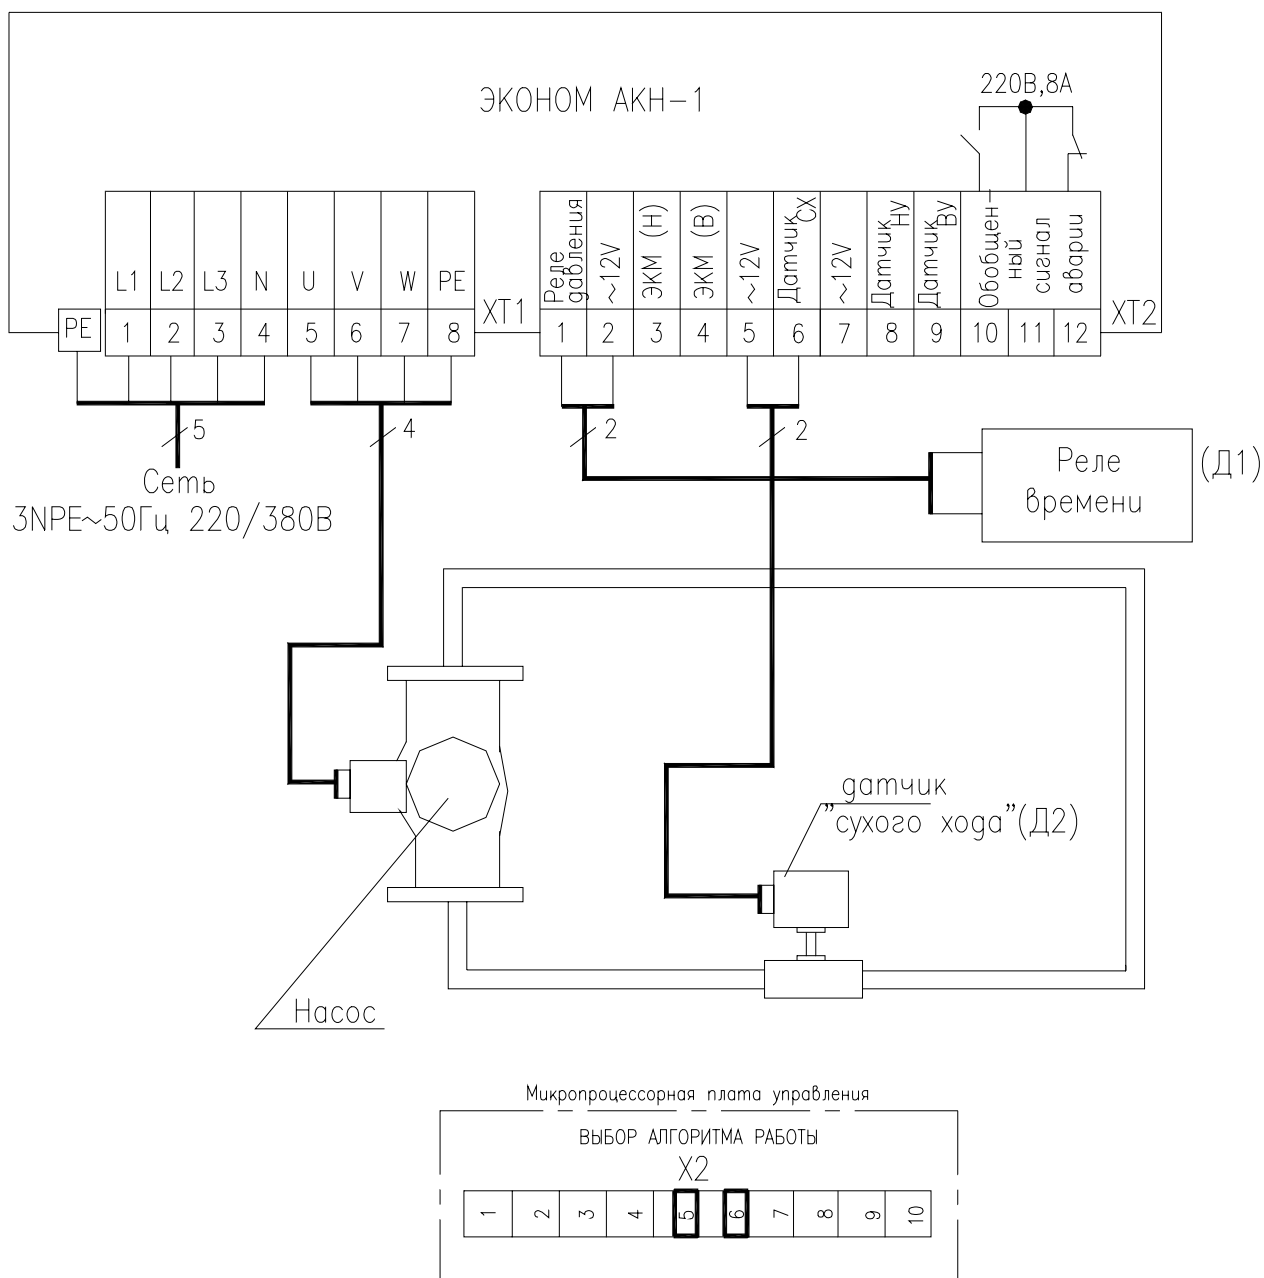 ЭКОНОМ АКН-1
220В,8А
L1 L2 L3 N U V W PE
PE 1 2 3 4 5 6 7 8
XT1
Реле
давления
~12V
ЭКМ (Н)
ЭКМ (В)
~12V
Датчик
СХ
~12V
Датчик
НУ
Датчик
ВУ
Обобщен-
ный
сигнал
аварии
1 2 3 4 5 6 7 8 9 10 11 12
XT2
5
4
2
2
Сеть
3NPE~50Гц 220/380В
Реле
времени
(Д1)
датчик
"сухого хода"(Д2)
Насос
Микропроцессорная плата управления
ВЫБОР АЛГОРИТМА РАБОТЫ
X2
1 2 3 4 5 6 7 8 9 10